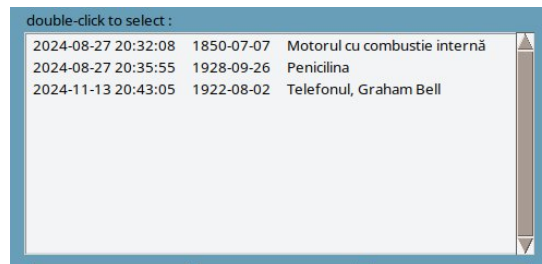 double-click to select :
2024-08-27 20:32:08 1850-07-07 Motorul cu combustie internă
2024-08-27 20:35:55 1928-09-26 Penicilina
2024-11-13 20:43:05 1922-08-02 Telefonul, Graham Bell